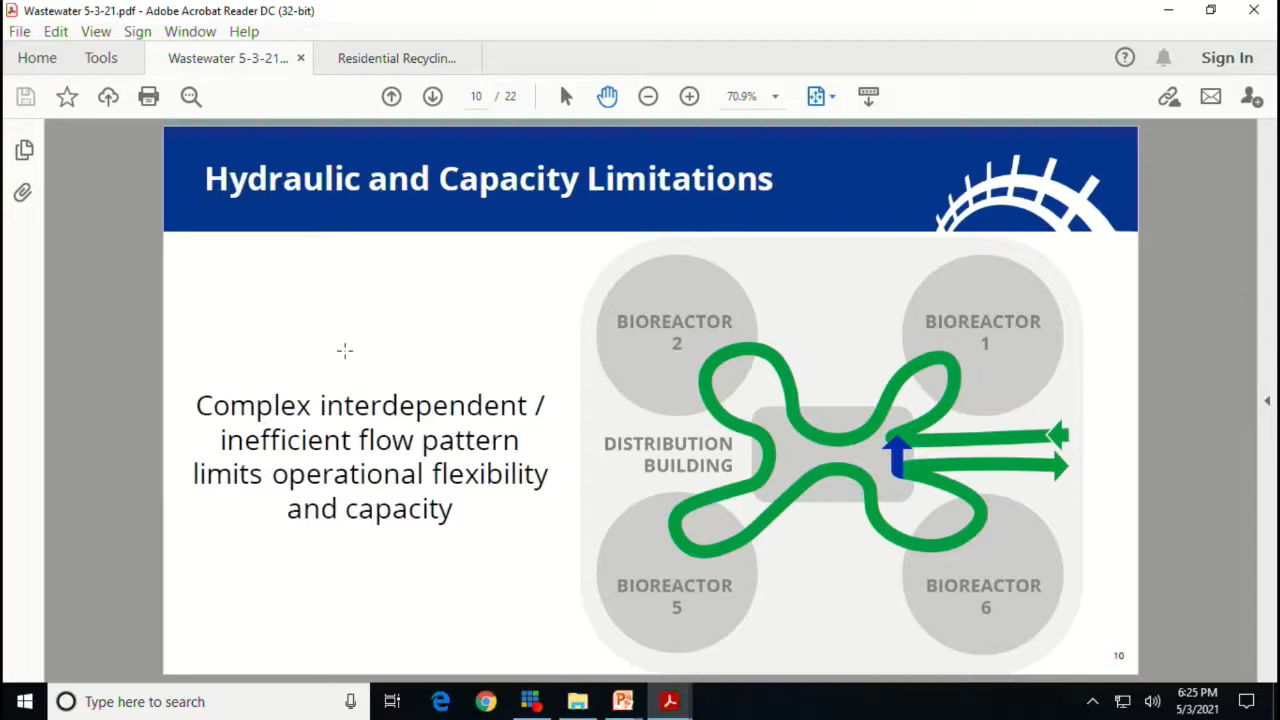 Wastewater 5-3-21.pdf - Adobe Acrobat Reader DC (32-bit)
File Edit View Sign Window Help
Home Tools Wastewater 5-3-21... × Residential Recydin... Sign In
10 / 22 70.9%
Hydraulic and Capacity Limitations
BIOREACTOR
2
BIOREACTOR
1
Complex interdependent /
inefficient flow pattern
limits operational flexibility
and capacity
DISTRIBUTION
BUILDING
BIOREACTOR
5
BIOREACTOR
6
10
Type here to search
6:25 PM
5/3/2021